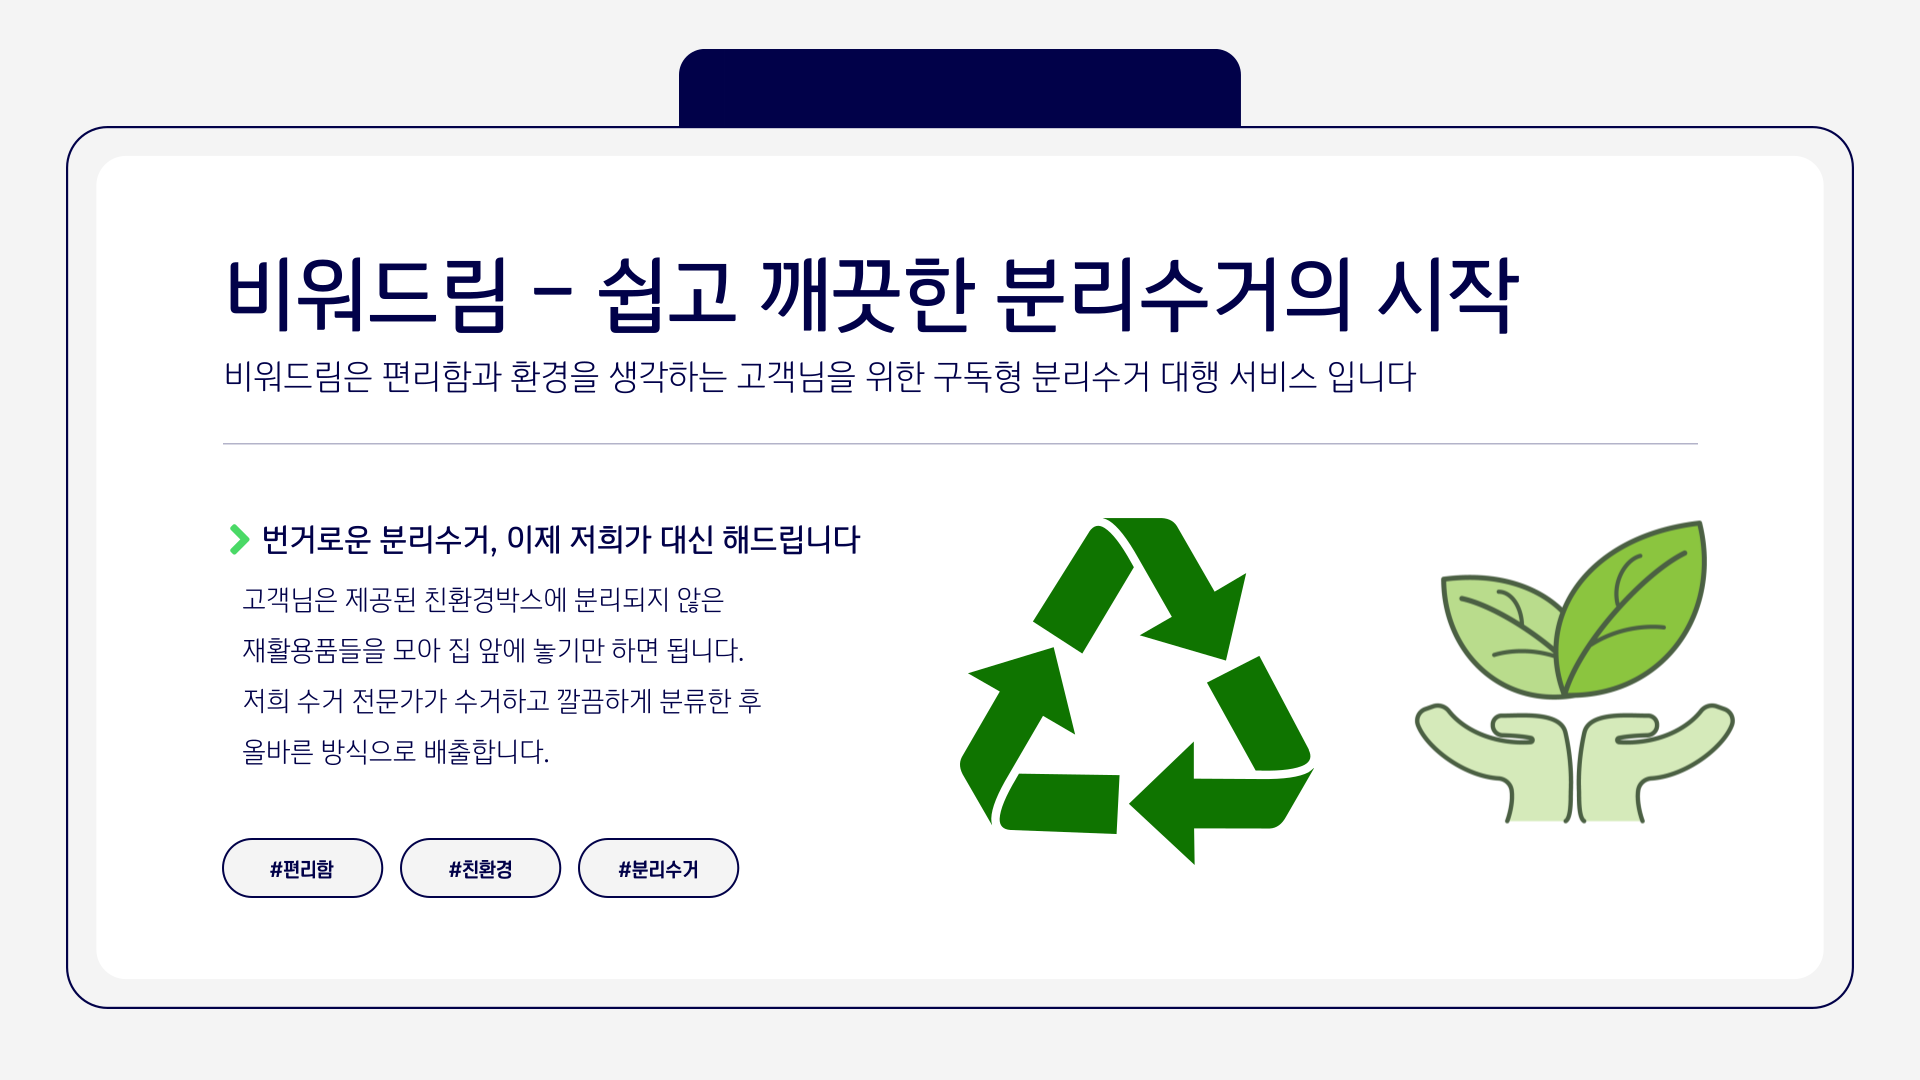 비워드림 - 쉽고 깨끗한 분리수거의 시작
비워드림은 편리함과 환경을 생각하는 고객님을 위한 구독형 분리수거 대행 서비스 입니다
번거로운 분리수거, 이제 저희가 대신 해드립니다
고객님은 제공된 친환경박스에 분리되지 않은
재활용품들을 모아 집 앞에 놓기만 하면 됩니다.
저희 수거 전문가가 수거하고 깔끔하게 분류한 후
올바른 방식으로 배출합니다.
#편리함
#친환경
#분리수거